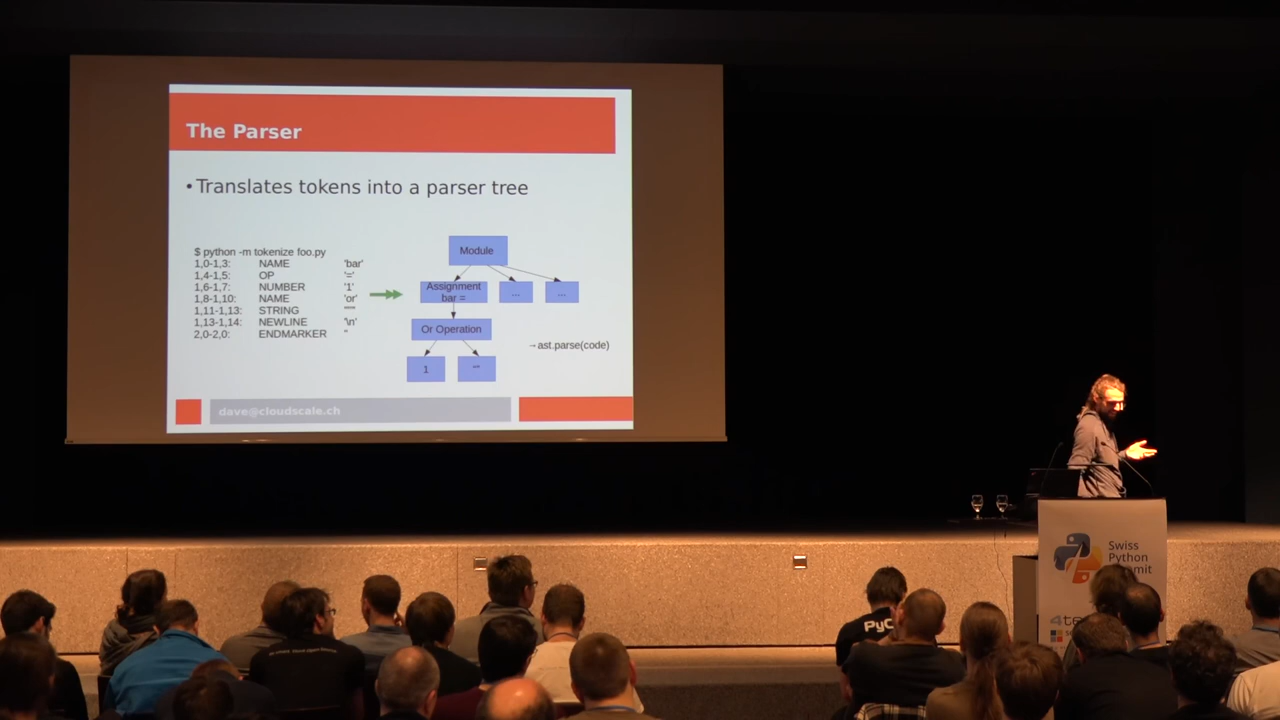 The Parser
• Translates tokens into a parser tree
$ python -m tokenize foo.py
1,0-1,3: NAME 'bar'
1,4-1,5: OP '='
1,6-1,7: NUMBER '1'
1,8-1,10: NAME 'or'
1,11-1,13: STRING '""'
1,13-1,14: NEWLINE '\n'
2,0-2,0: ENDMARKER ''
Module
Assignment
bar =
...
...
Or Operation
1
""
→ast.parse(code)
dave@cloudscale.ch
Swiss
Python
PyC